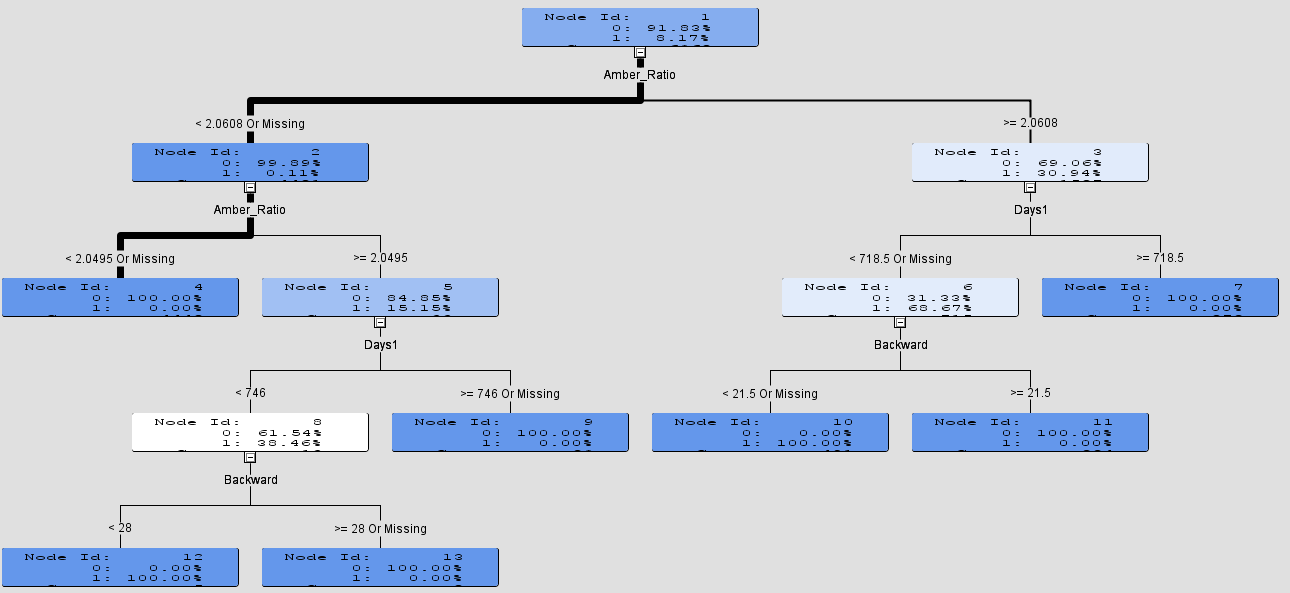 Node Id: 1
0: 91.83%
1: 8.17%
Amber_Ratio
< 2.0608 Or Missing
>= 2.0608
Node Id: 2
0: 99.89%
1: 0.11%
Node Id: 3
0: 69.06%
1: 30.94%
Amber_Ratio
Days1
< 2.0495 Or Missing
>= 2.0495
< 718.5 Or Missing
>= 718.5
Node Id: 4
0: 100.00%
1: 0.00%
Node Id: 5
0: 84.85%
1: 15.15%
Node Id: 6
0: 31.33%
1: 68.67%
Node Id: 7
0: 100.00%
1: 0.00%
Days1
Backward
< 746
>= 746 Or Missing
< 21.5 Or Missing
>= 21.5
Node Id: 8
0: 61.54%
1: 38.46%
Node Id: 9
0: 100.00%
1: 0.00%
Node Id: 10
0: 0.00%
1: 100.00%
Node Id: 11
0: 100.00%
1: 0.00%
Backward
< 28
>= 28 Or Missing
Node Id: 12
0: 0.00%
1: 100.00%
Node Id: 13
0: 100.00%
1: 0.00%